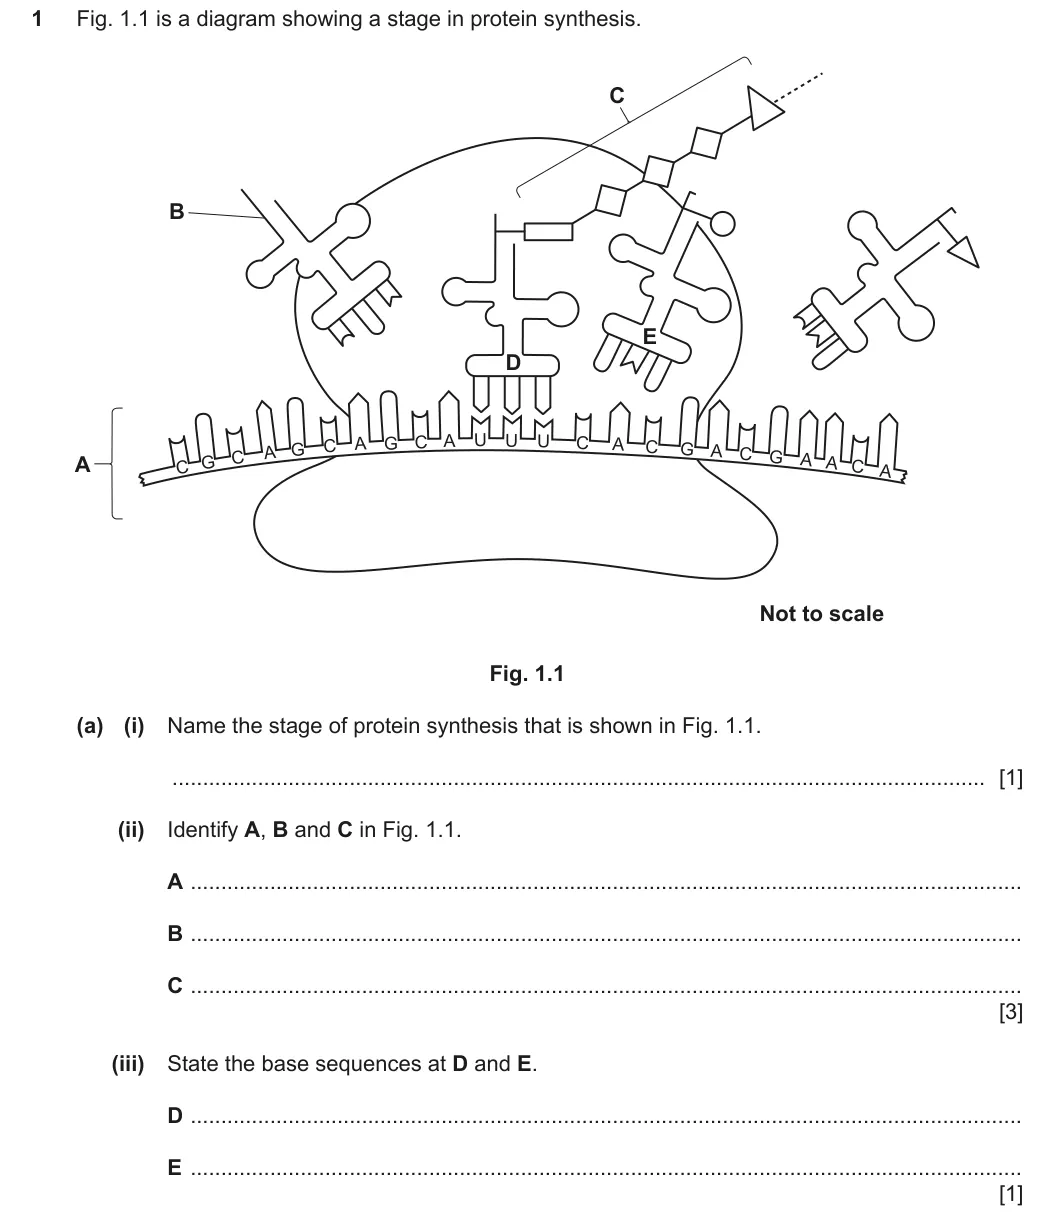 1 Fig. 1.1 is a diagram showing a stage in protein synthesis.
C
B
E
D
A
C G C A G C A G C A U U U C A C G A C G A A C A
Not to scale
Fig. 1.1
(a) (i) Name the stage of protein synthesis that is shown in Fig. 1.1.
.......................................................................................................................................... [1]
(ii) Identify A, B and C in Fig. 1.1.
A ..........................................................................................................................................
B ..........................................................................................................................................
C ..........................................................................................................................................
[3]
(iii) State the base sequences at D and E.
D ..........................................................................................................................................
E ..........................................................................................................................................
[1]